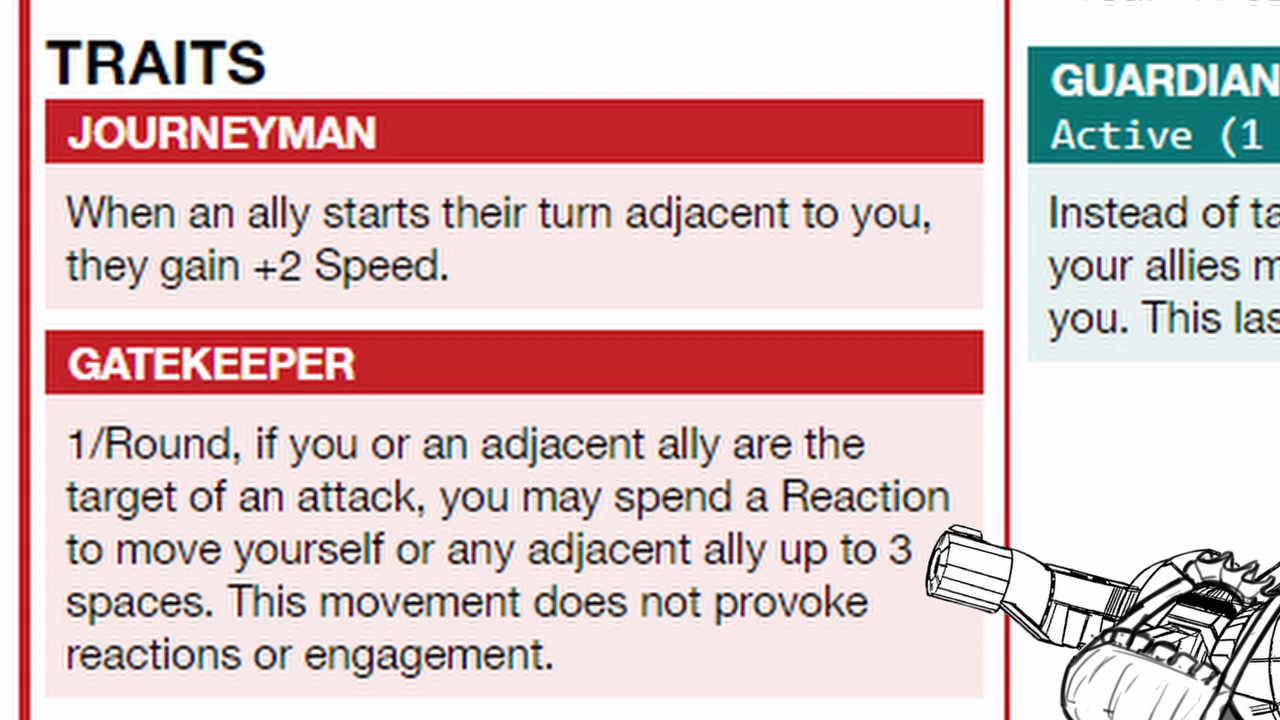 TRAITS
JOURNEYMAN
When an ally starts their turn adjacent to you,
they gain +2 Speed.
GATEKEEPER
1/Round, if you or an adjacent ally are the
target of an attack, you may spend a Reaction
to move yourself or any adjacent ally up to 3
spaces. This movement does not provoke
reactions or engagement.
GUARDIAN
Active (1
Instead of
your allies
you. This